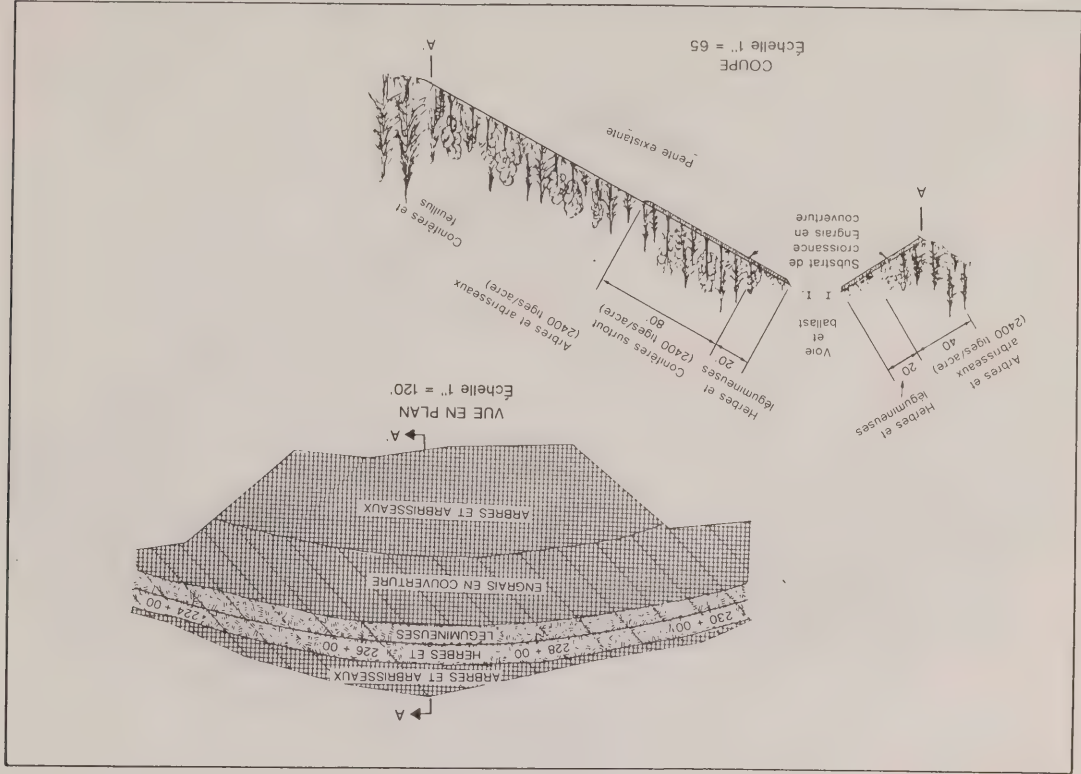 A
ARBRES ET ARBRISSEAUX
230 + 00
228 + 00
HERBES ET
226 + 00
224 + 00
LÉGUMINEUSES
ENGRAIS EN COUVERTURE
ARBRES ET ARBRISSEAUX
A'
VUE EN PLAN
Échelle 1" = 120'
Herbes et
légumineuses
Arbres et
arbrisseaux
(2400 tiges/acre)
40
20'
Voie
et
ballast
Herbes et
légumineuses
20'
Conifères surtout
(2400 tiges/acre)
80'
Arbres et arbrisseaux
(2400 tiges/acre)
Substrat de
croissance
Engrais en
couverture
Conifères et
feuillus
A
Pente existante
A'
COUPE
Échelle 1" = 65